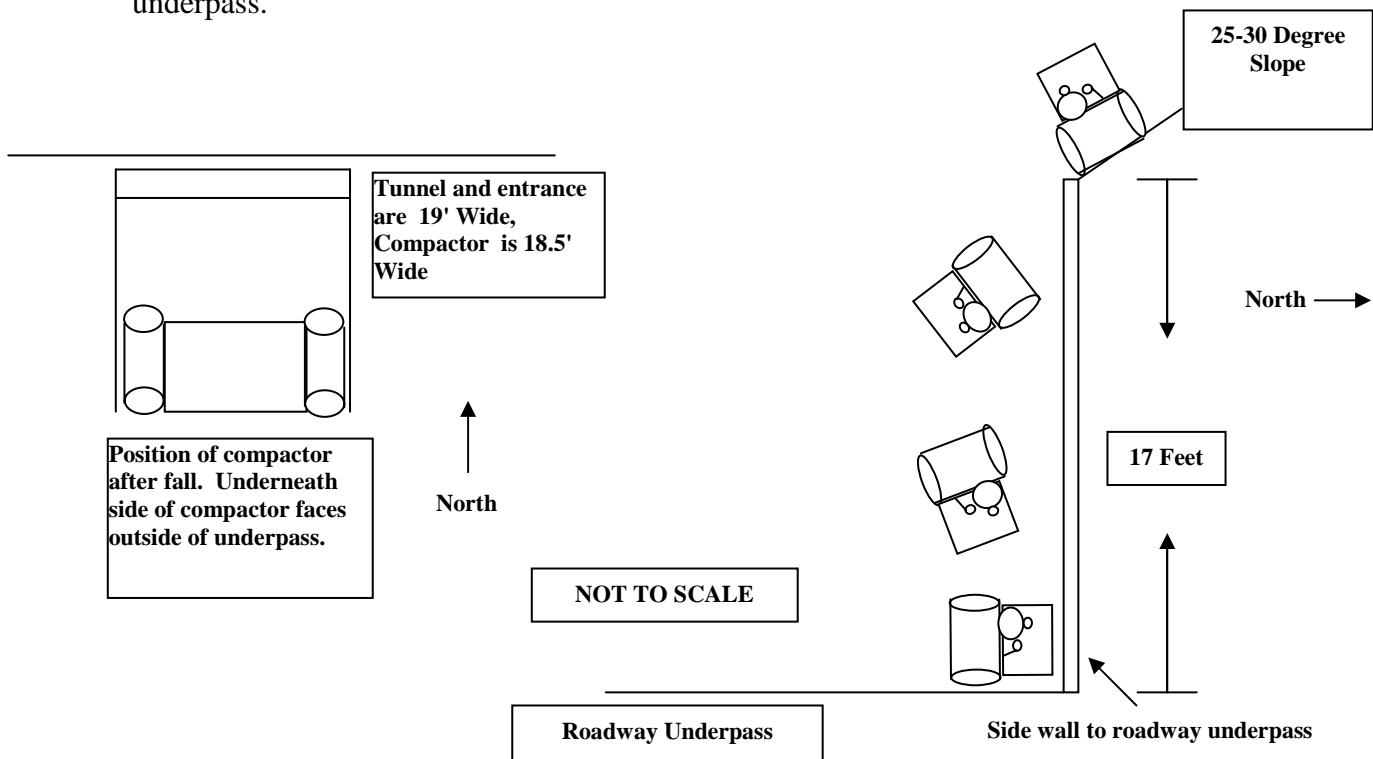 underpass.
25-30 Degree
Slope
Tunnel and entrance
are 19' Wide,
Compactor is 18.5'
Wide
North
Position of compactor
after fall. Underneath
side of compactor faces
outside of underpass.
North
17 Feet
NOT TO SCALE
Roadway Underpass
Side wall to roadway underpass